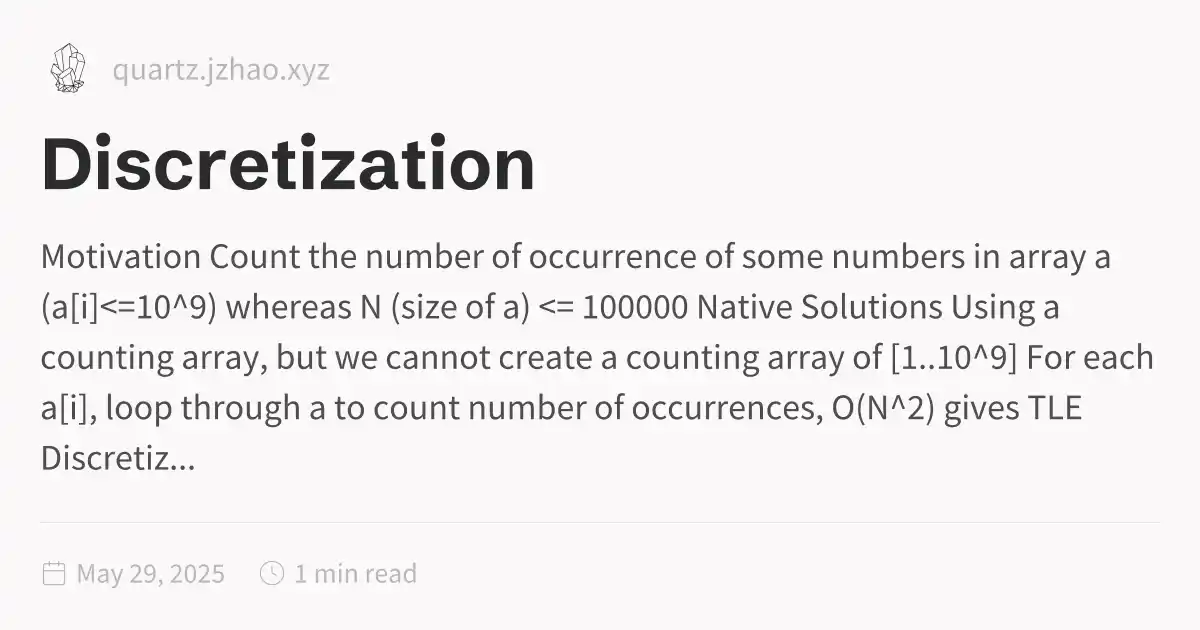 quartz.jzhao.xyz
Discretization
Motivation Count the number of occurrence of some numbers in array a
(a[i]<=10^9) whereas N (size of a) <= 100000 Native Solutions Using a
counting array, but we cannot create a counting array of [1..10^9] For each
a[i], loop through a to count number of occurrences, O(N^2) gives TLE
Discretiz...
May 29, 2025 1 min read